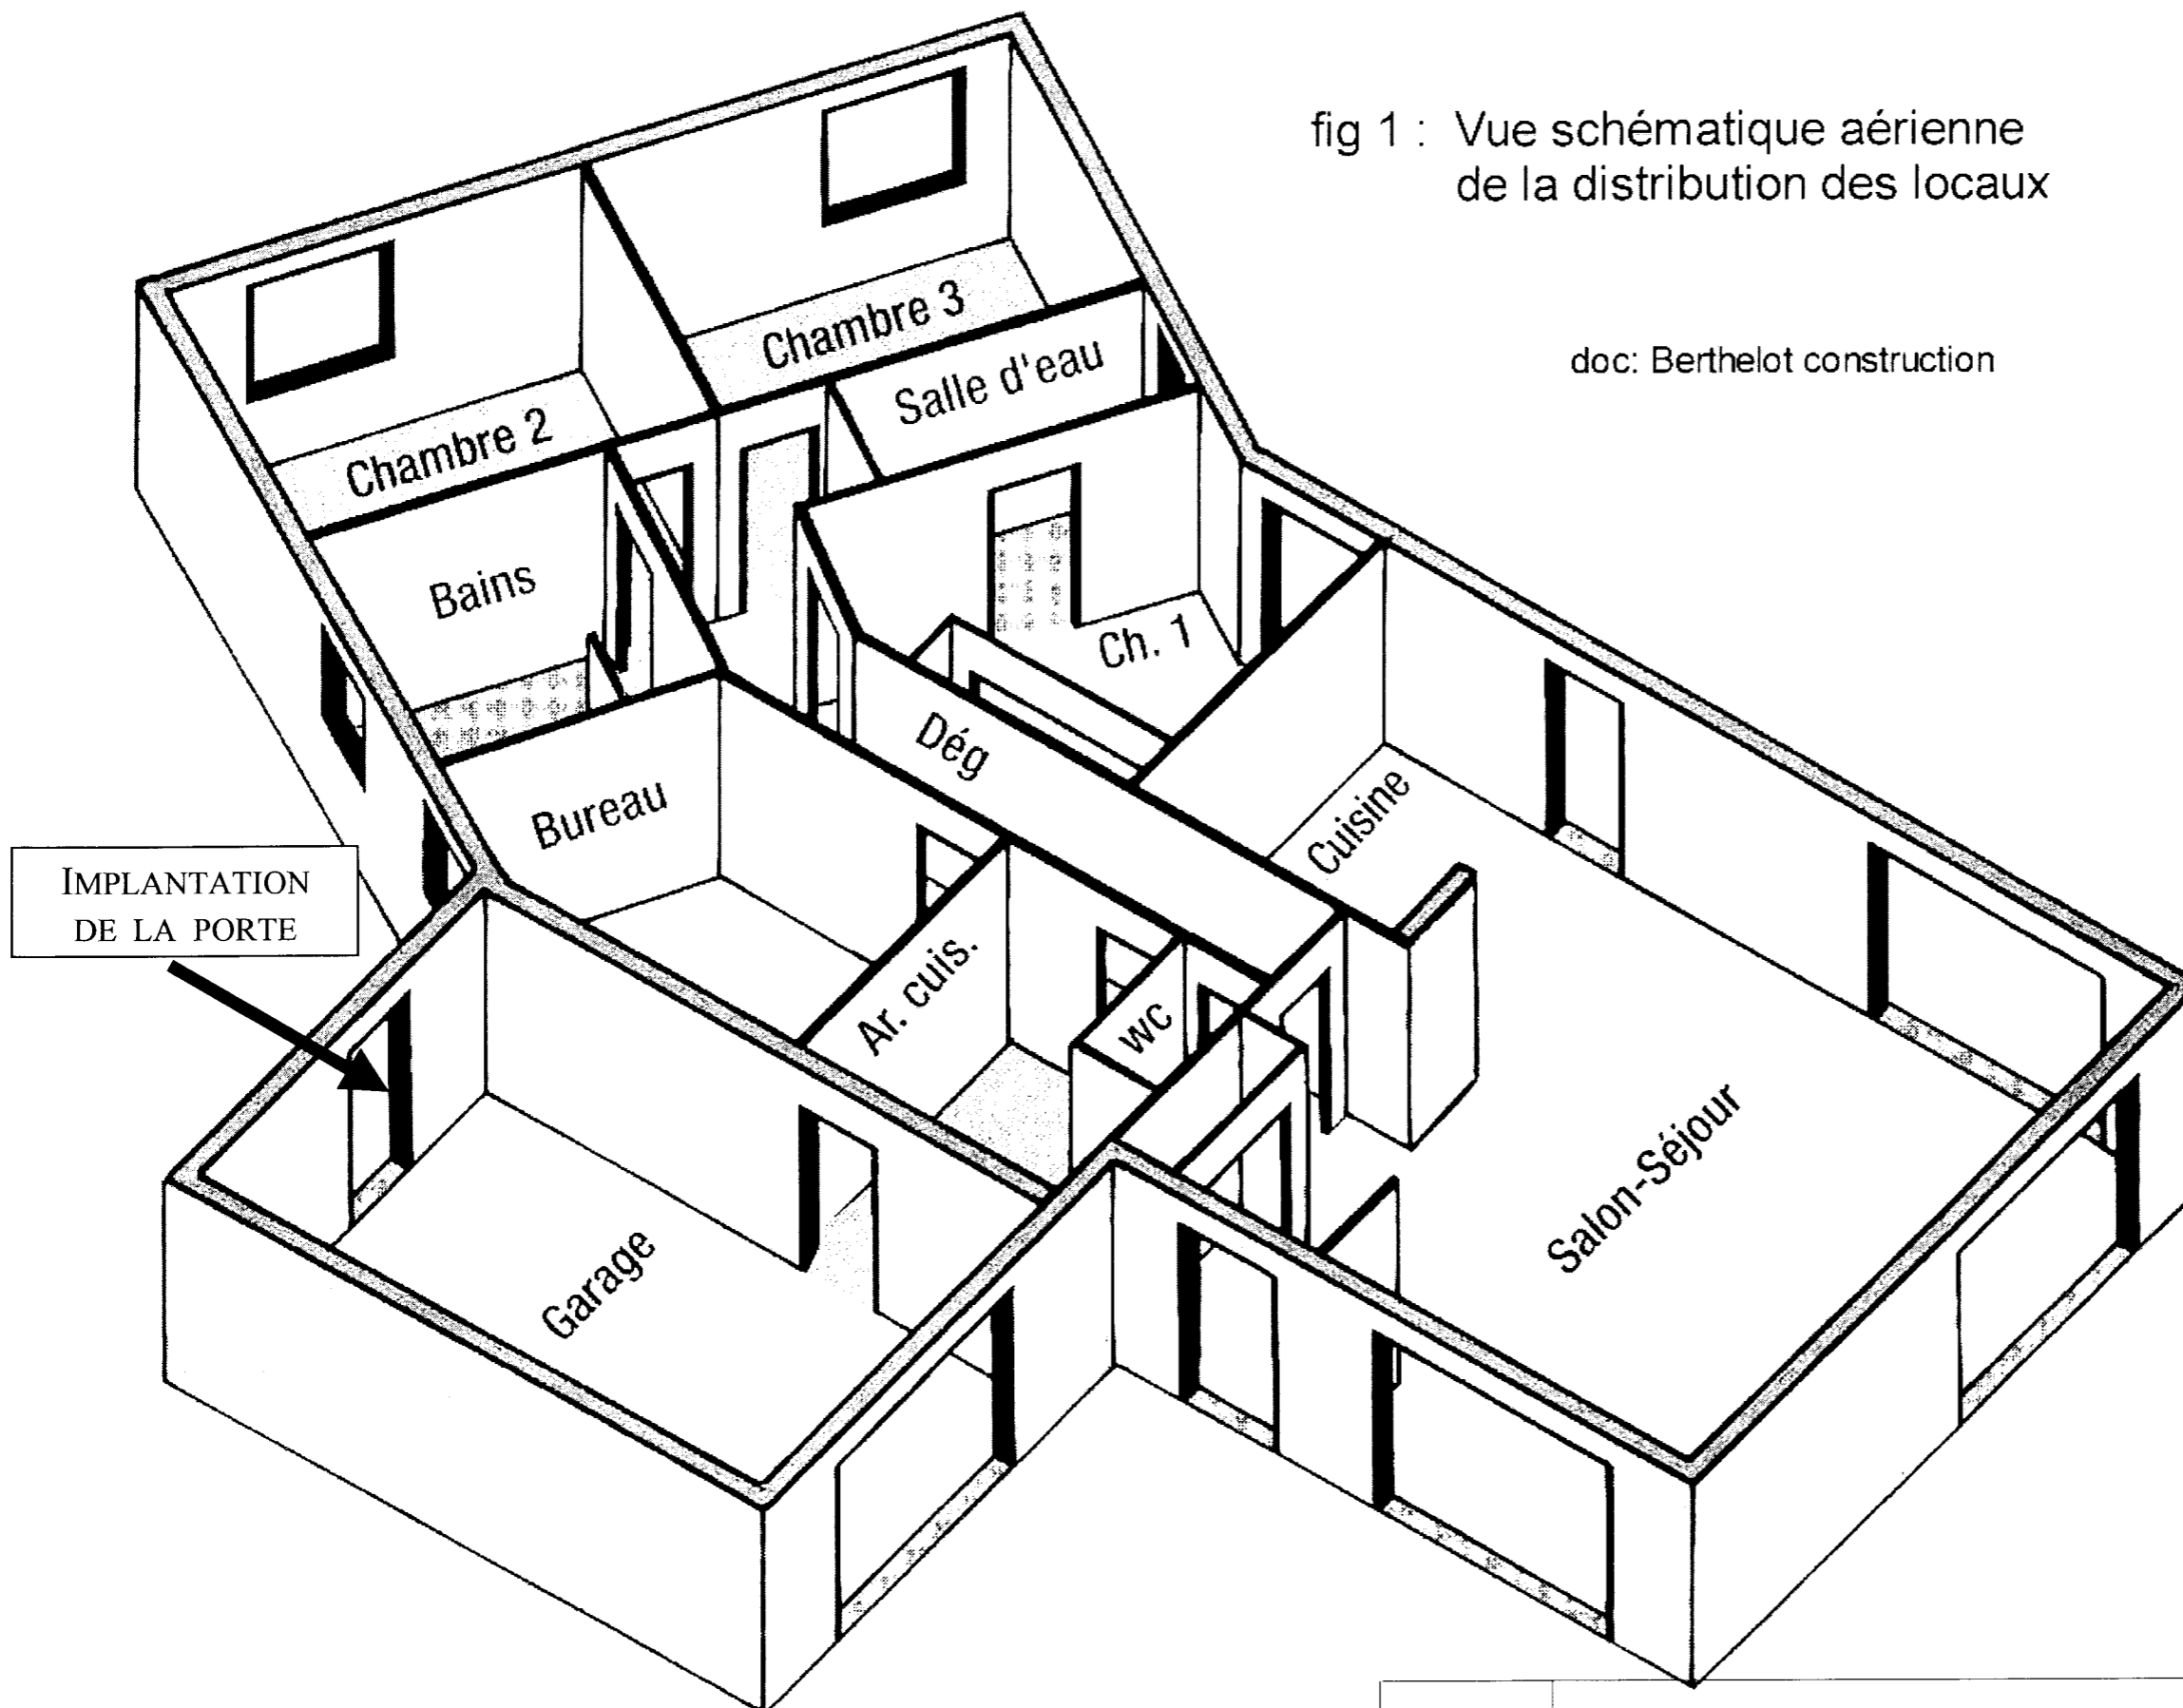 fig 1 : Vue schématique aérienne
de la distribution des locaux
doc: Berthelot construction
Chambre 3
Salle d'eau
Chambre 2
Bains
Ch. 1
Dég
Bureau
Cuisine
IMPLANTATION
DE LA PORTE
Ar. cuis.
wc
Salon-Séjour
Garage